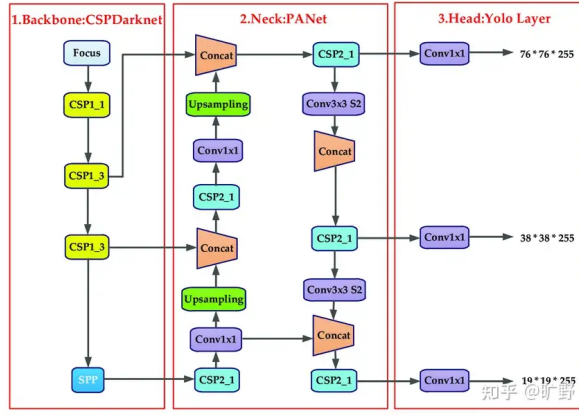 1.Backbone:CSPDarknet
2.Neck:PANet
3.Head:Yolo Layer
Focus
CSP1_1
CSP1_3
CSP1_3
SPP
Concat
Upsampling
Conv1x1
CSP2_1
Concat
Upsampling
Conv1x1
CSP2_1
CSP2_1
Conv3x3 S2
Concat
CSP2_1
Conv3x3 S2
Concat
CSP2_1
Conv1x1
76*76*255
Conv1x1
38*38*255
Conv1x1
19*19*255
知乎 @旷野